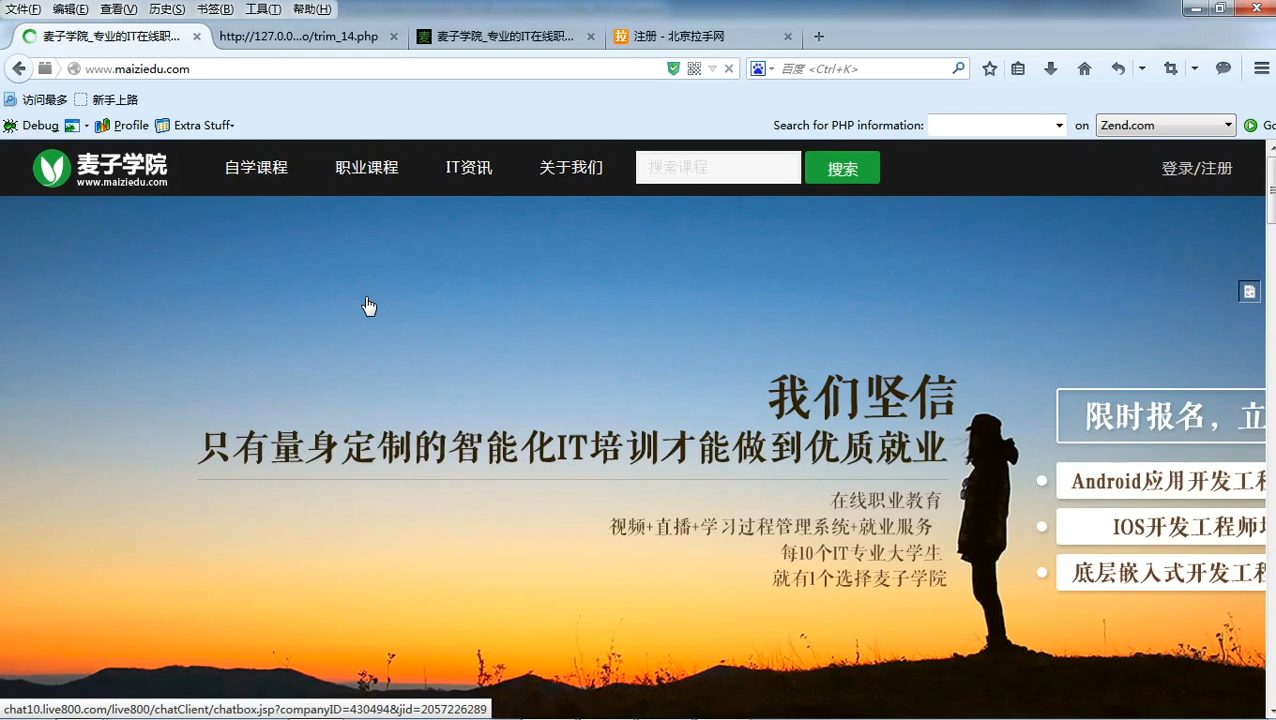 文件(F) 编辑(E) 查看(V) 历史(S) 书签(B) 工具(T) 帮助(H)
麦子学院_专业的IT在线职... http://127.0.0...o/trim_14.php 麦子学院_专业的IT在线职... 注册 - 北京拉手网
www.maiziedu.com 百度 <Ctrl+K>
访问最多 新手上路
Debug Profile Extra Stuff Search for PHP information: on Zend.com Go
麦子学院 自学课程 职业课程 IT资讯 关于我们 搜索课程 搜索 登录/注册
www.maiziedu.com
我们坚信
只有量身定制的智能化IT培训才能做到优质就业
在线职业教育
视频+直播+学习过程管理系统+就业服务
每10个IT专业大学生
就有1个选择麦子学院
限时报名，立
Android应用开发工程
IOS开发工程师
底层嵌入式开发工程
chat10.live800.com/live800/chatClient/chatbox.jsp?companyID=430494&jid=2057226289